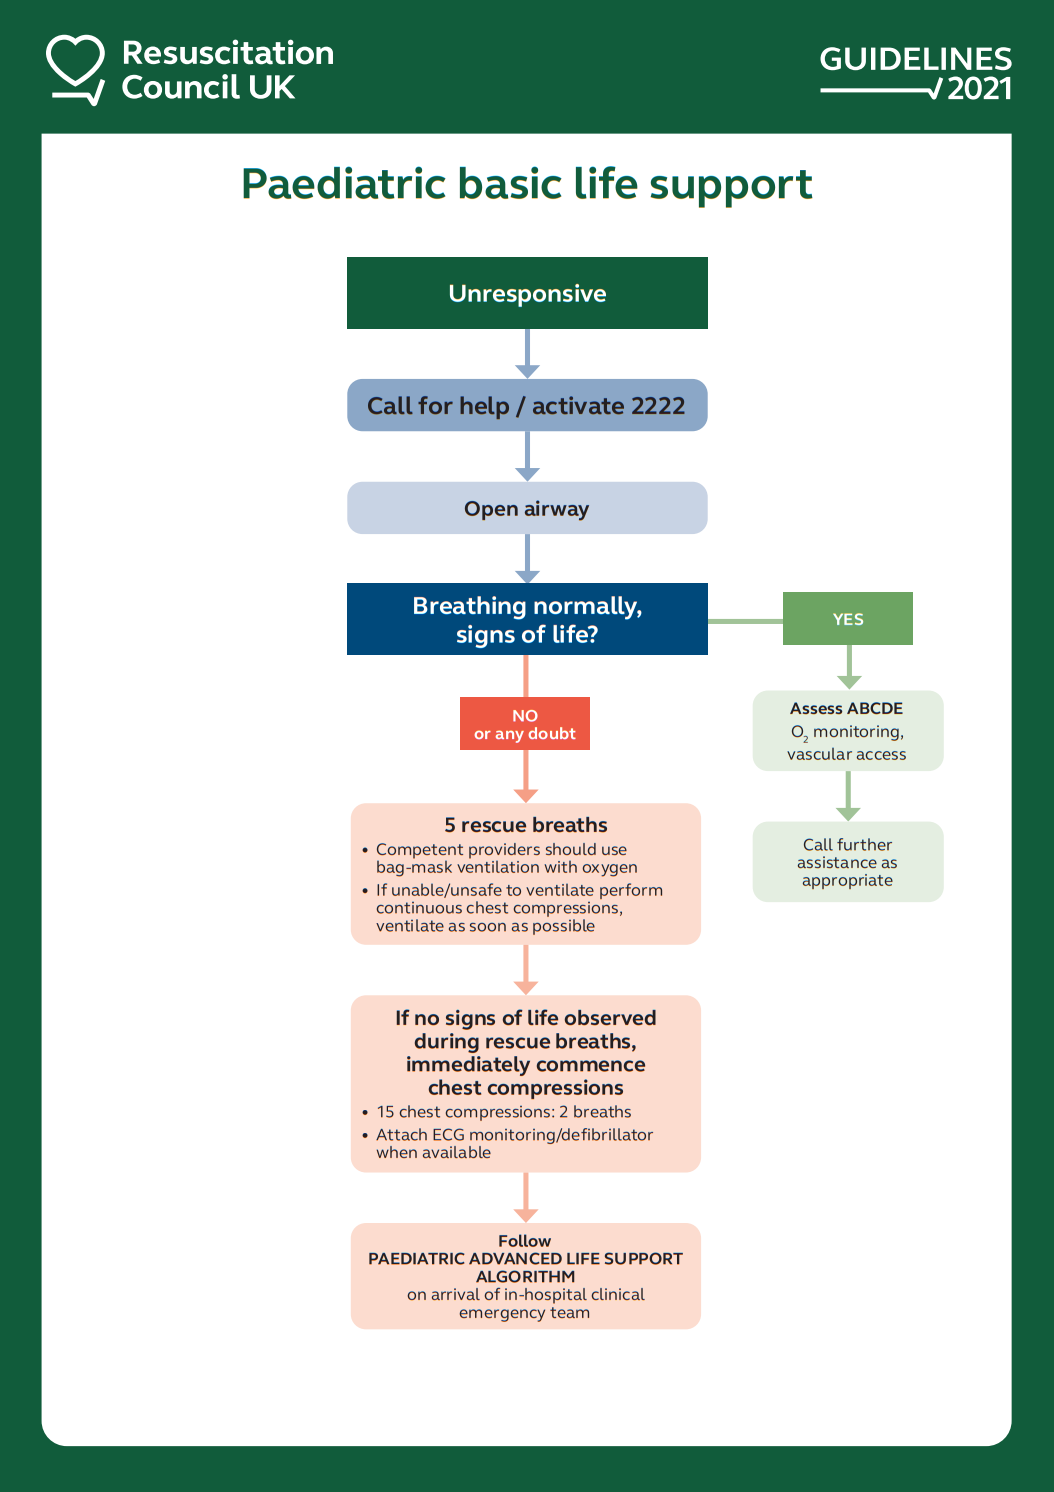 Resuscitation
Council UK
GUIDELINES
2021
Paediatric basic life support
Unresponsive
Call for help / activate 2222
Open airway
Breathing normally,
signs of life?
YES
Assess ABCDE
O2 monitoring,
vascular access
Call further
assistance as
appropriate
NO
or any doubt
5 rescue breaths
• Competent providers should use
bag-mask ventilation with oxygen
• If unable/unsafe to ventilate perform
continuous chest compressions,
ventilate as soon as possible
If no signs of life observed
during rescue breaths,
immediately commence
chest compressions
• 15 chest compressions: 2 breaths
• Attach ECG monitoring/defibrillator
when available
Follow
PAEDIATRIC ADVANCED LIFE SUPPORT
ALGORITHM
on arrival of in-hospital clinical
emergency team